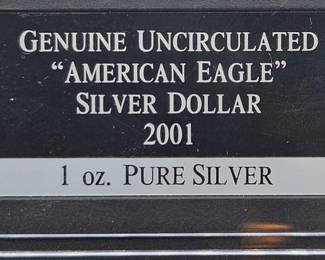 GENUINE UNCIRCULATED
“AMERICAN EAGLE”
SILVER DOLLAR
2001
1 oz. PURE SILVER